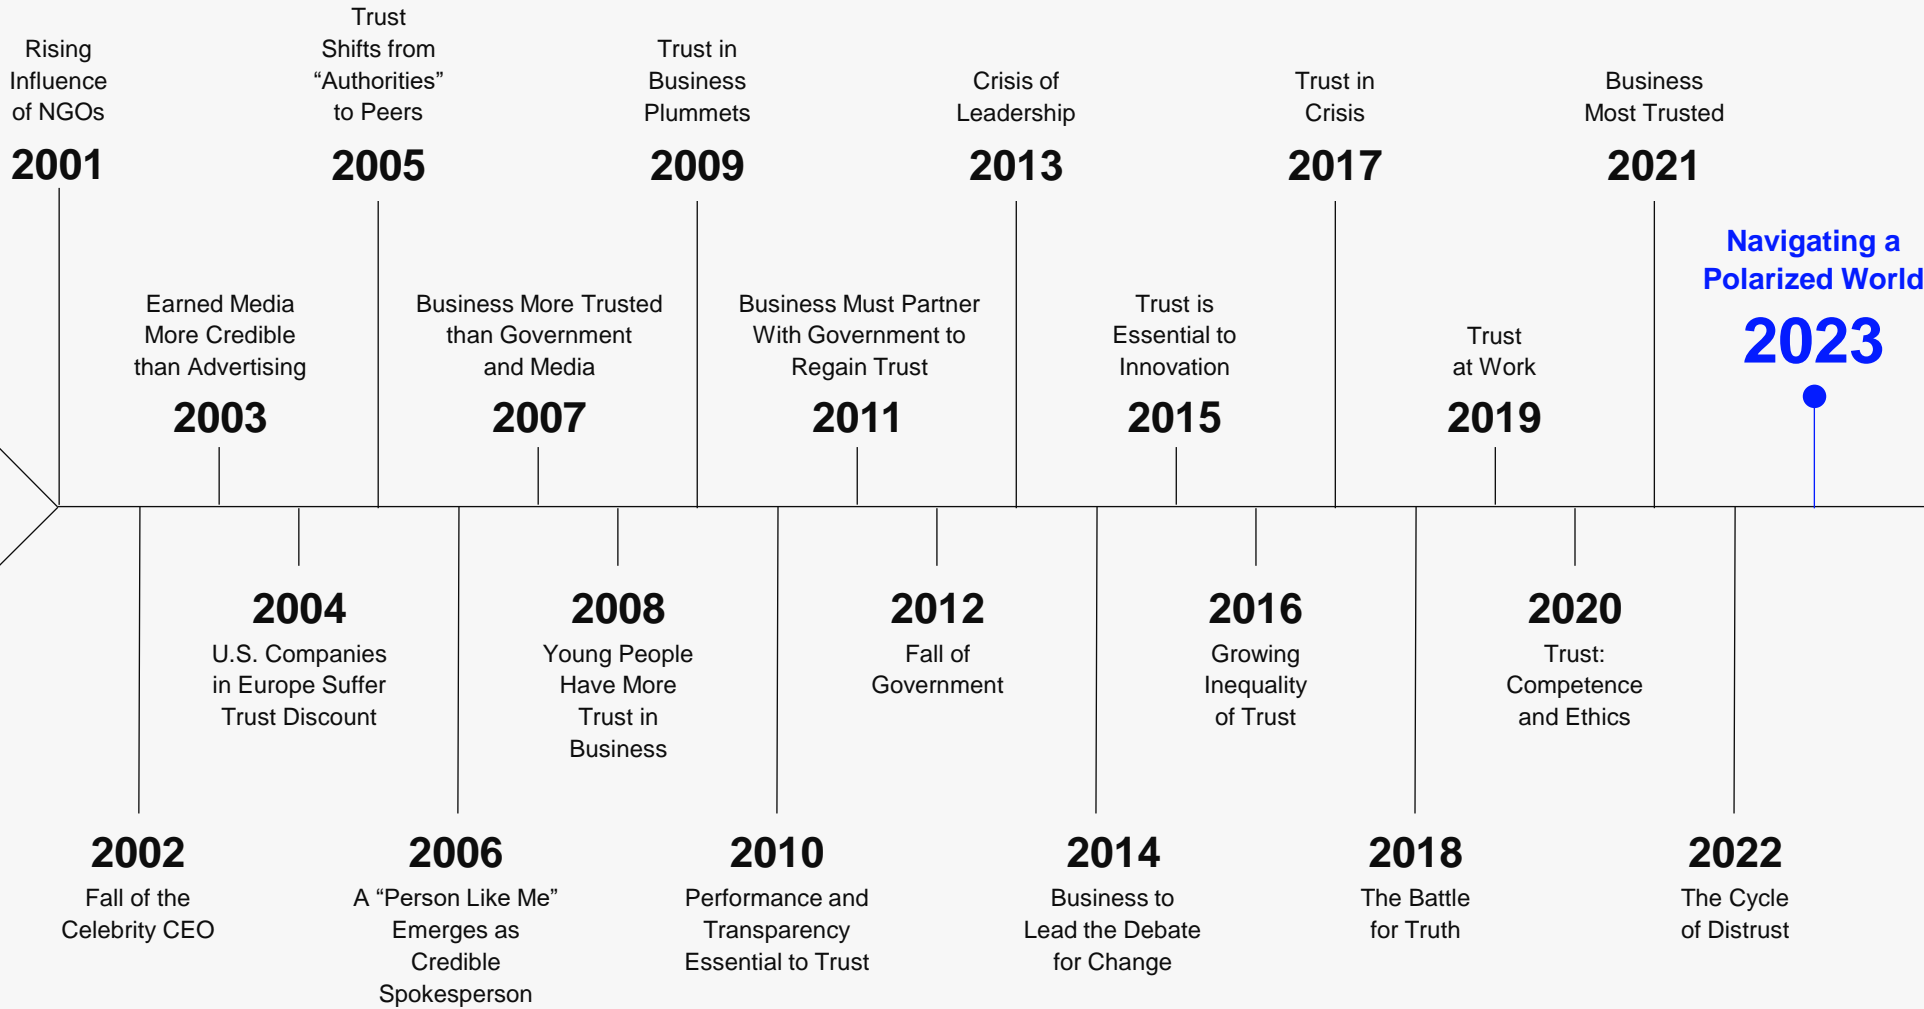 Rising
Influence
of NGOs
2001
Trust
Shifts from
“Authorities”
to Peers
2005
Trust in
Business
Plummets
2009
Crisis of
Leadership
2013
Trust in
Crisis
2017
Business
Most Trusted
2021
Earned Media
More Credible
than Advertising
2003
Business More Trusted
than Government
and Media
2007
Business Must Partner
With Government to
Regain Trust
2011
Trust is
Essential to
Innovation
2015
Trust
at Work
2019
Navigating a
Polarized World
2023
2004
U.S. Companies
in Europe Suffer
Trust Discount
2008
Young People
Have More
Trust in
Business
2012
Fall of
Government
2016
Growing
Inequality
of Trust
2020
Trust:
Competence
and Ethics
2002
Fall of the
Celebrity CEO
2006
A “Person Like Me”
Emerges as
Credible
Spokesperson
2010
Performance and
Transparency
Essential to Trust
2014
Business to
Lead the Debate
for Change
2018
The Battle
for Truth
2022
The Cycle
of Distrust